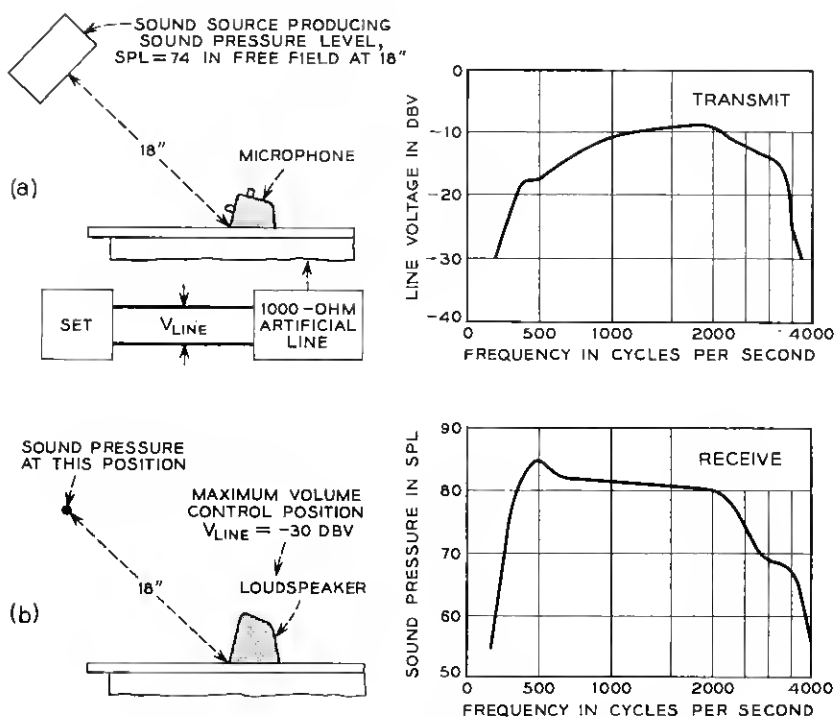 SOUND SOURCE PRODUCING
SOUND PRESSURE LEVEL,
SPL=74 IN FREE FIELD AT 18"
18"
MICROPHONE
(a)
SET
VLINE
1000-OHM
ARTIFICIAL
LINE
TRANSMIT
LINE VOLTAGE IN DBV
0
-10
-20
-30
-40
0
500
1000
2000
4000
FREQUENCY IN CYCLES PER SECOND
SOUND PRESSURE
AT THIS POSITION
MAXIMUM VOLUME
CONTROL POSITION
VLINE = -30 DBV
LOUDSPEAKER
18"
(b)
RECEIVE
SOUND PRESSURE IN SPL
90
80
70
60
50
0
500
1000
2000
4000
FREQUENCY IN CYCLES PER SECOND